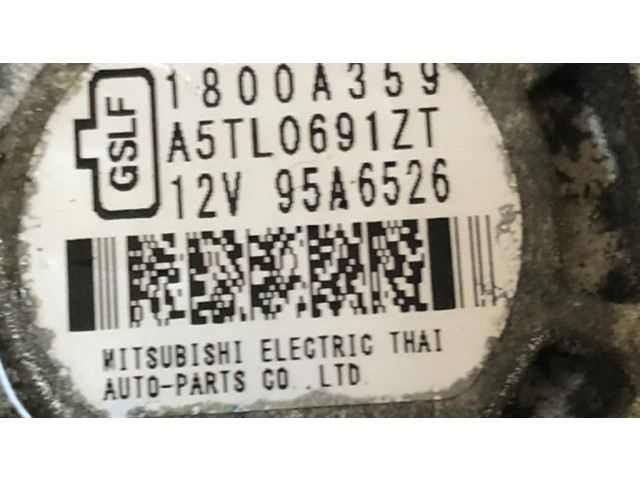 GSLF
1800A359
A5TL0691ZT
12V 95A6526
MITSUBISHI ELECTRIC THAI
AUTO-PARTS CO.,LTD.